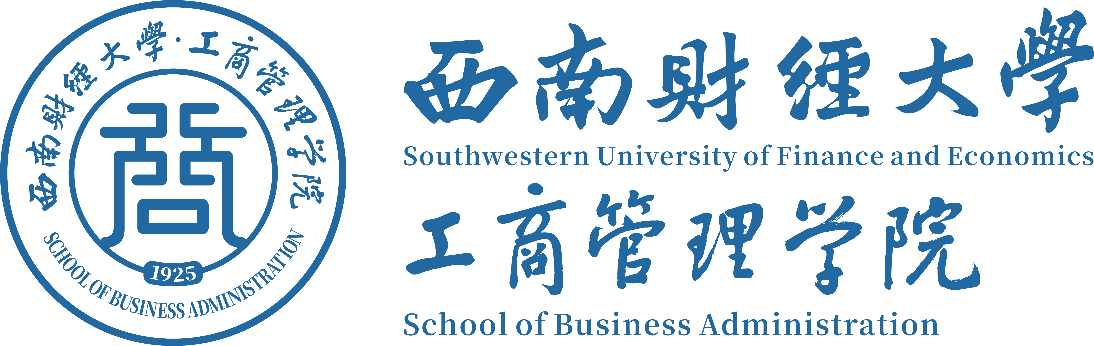 西南財經大學·工商管理学院
商
1925
SCHOOL OF BUSINESS ADMINISTRATION
西南財經大學
Southwestern University of Finance and Economics
工商管理学院
School of Business Administration